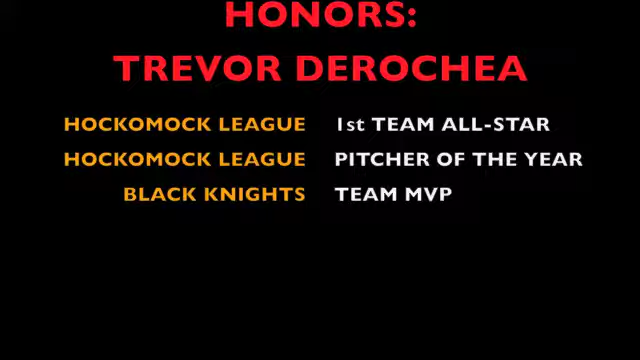 HONORS:
TREVOR DEROCHEA
HOCKOMOCK LEAGUE 1st TEAM ALL-STAR
HOCKOMOCK LEAGUE PITCHER OF THE YEAR
BLACK KNIGHTS TEAM MVP